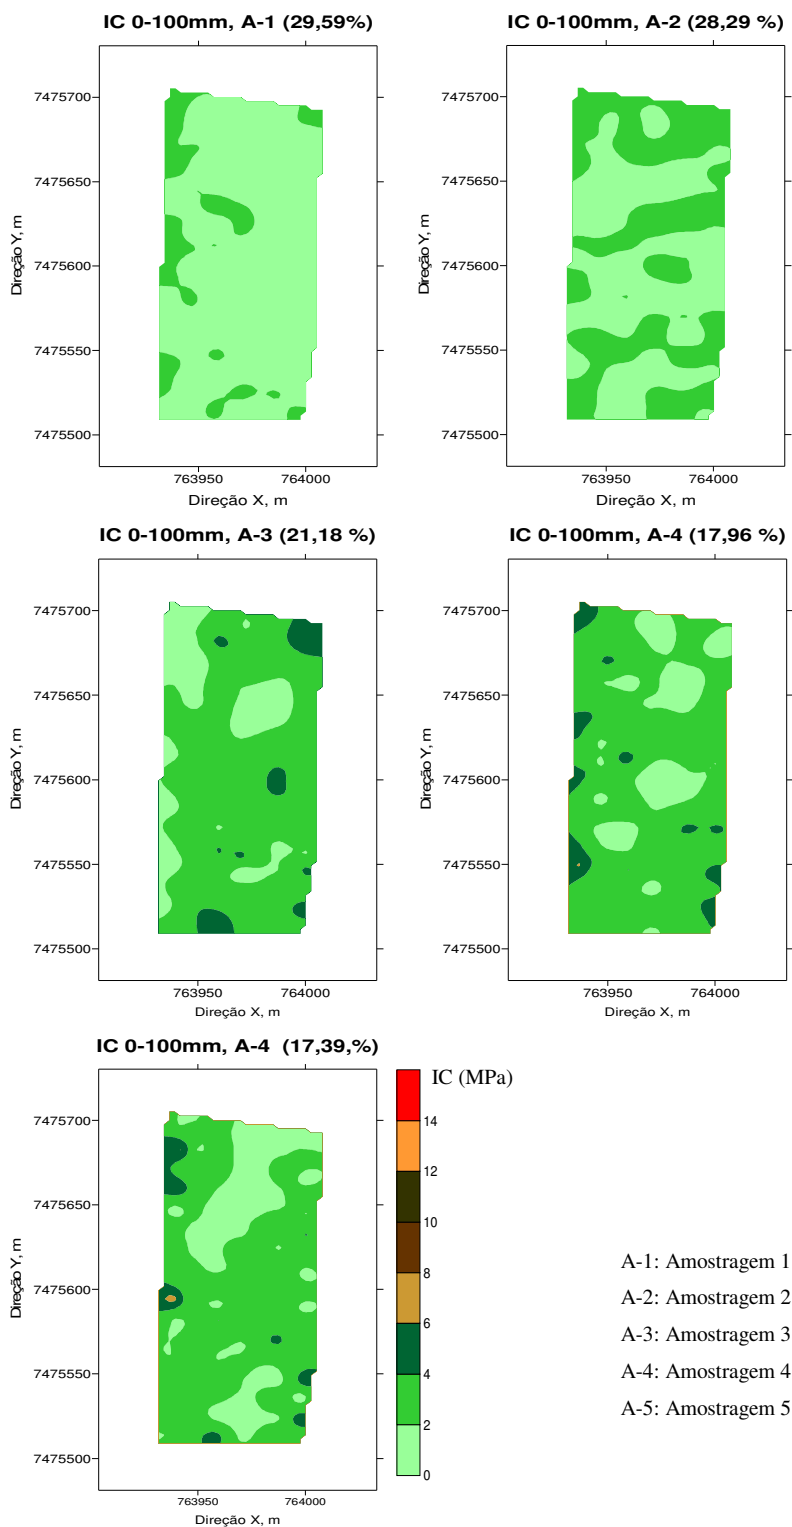 IC 0-100mm, A-1 (29,59%)
7475700
7475650
7475600
7475550
7475500
Direção Y, m
763950 764000
Direção X, m
IC 0-100mm, A-2 (28,29 %)
7475700
7475650
7475600
7475550
7475500
Direção Y, m
763950 764000
Direção X, m
IC 0-100mm, A-3 (21,18 %)
7475700
7475650
7475600
7475550
7475500
Direção Y, m
763950 764000
Direção X, m
IC 0-100mm, A-4 (17,96 %)
7475700
7475650
7475600
7475550
7475500
Direção Y, m
763950 764000
Direção X, m
IC 0-100mm, A-4 (17,39,%)
7475700
7475650
7475600
7475550
7475500
Direção Y, m
763950 764000
Direção X, m
IC (MPa)
14
12
10
8
6
4
2
0
A-1: Amostragem 1
A-2: Amostragem 2
A-3: Amostragem 3
A-4: Amostragem 4
A-5: Amostragem 5